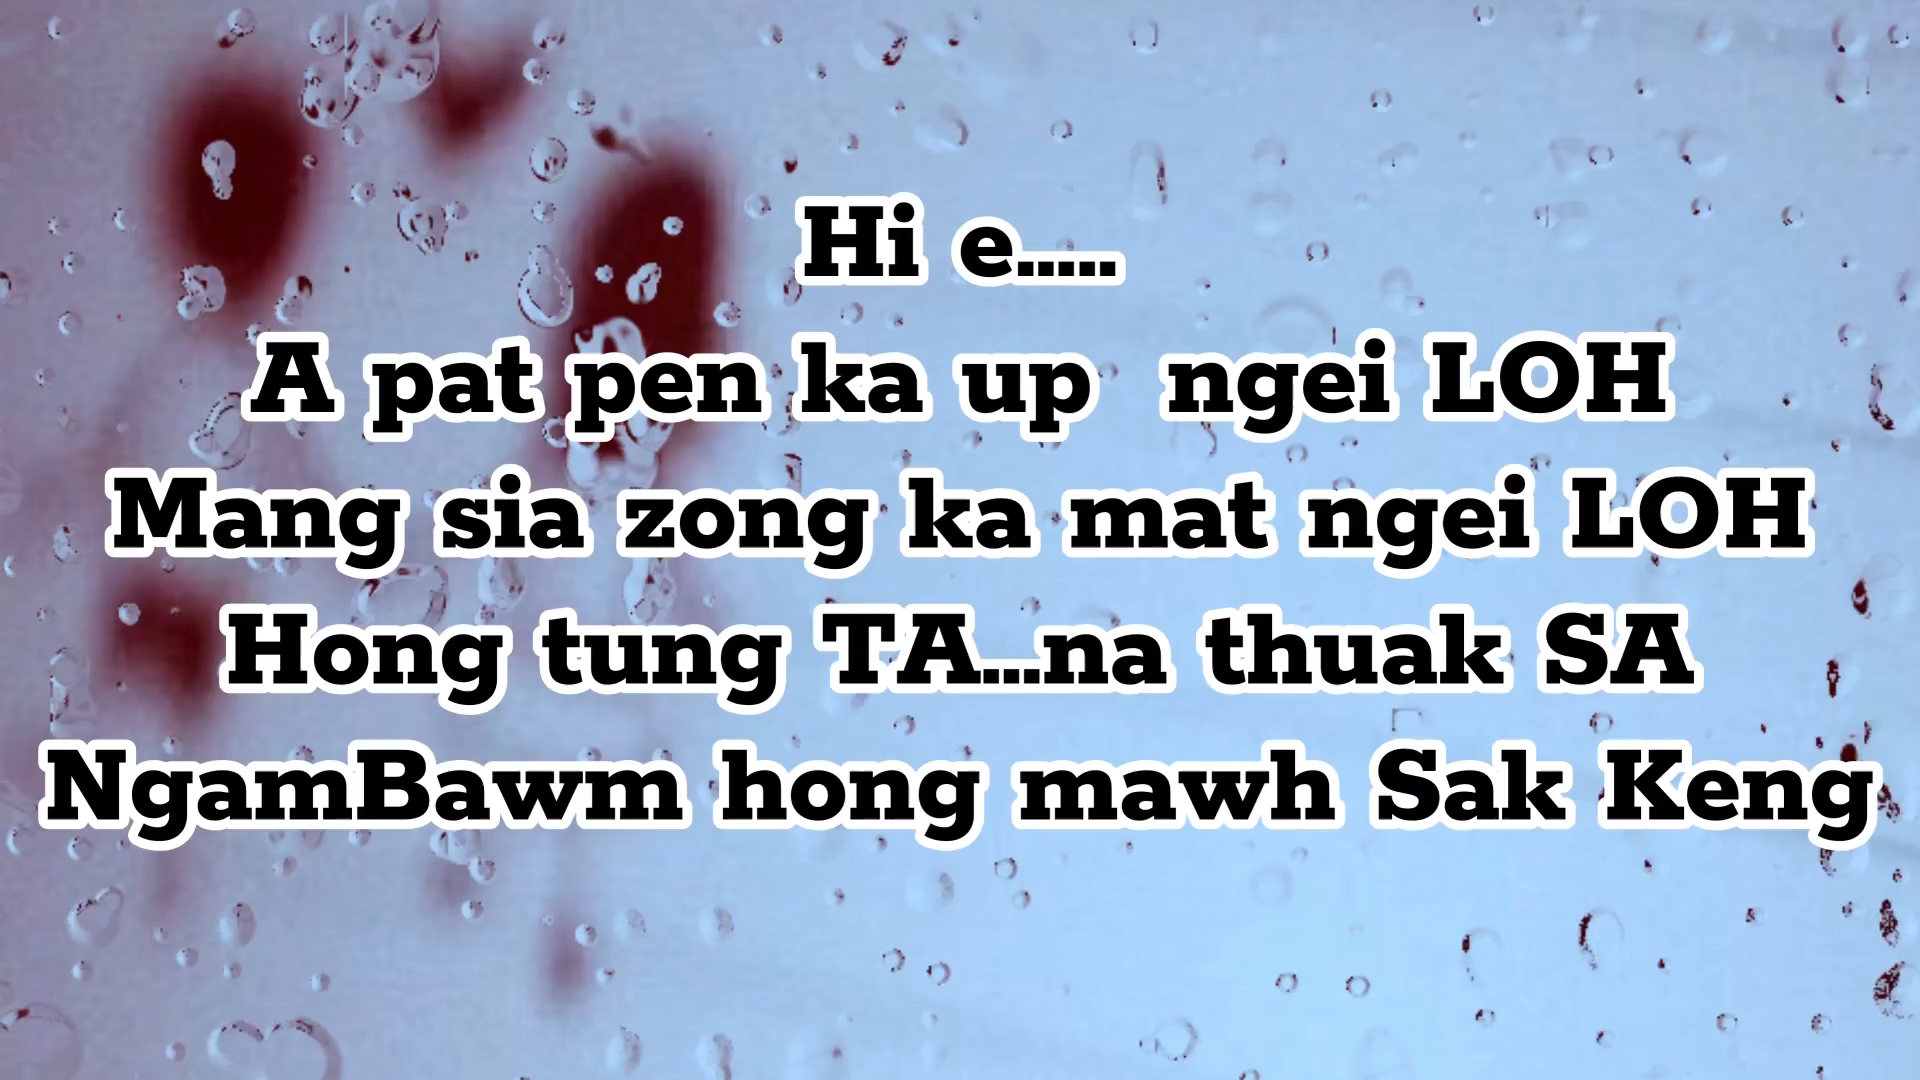 Hi e.....
A pat pen ka up ngei LOH
Mang sia zong ka mat ngei LOH
Hong tung TA...na thuak SA
NgamBawm hong mawh Sak Keng